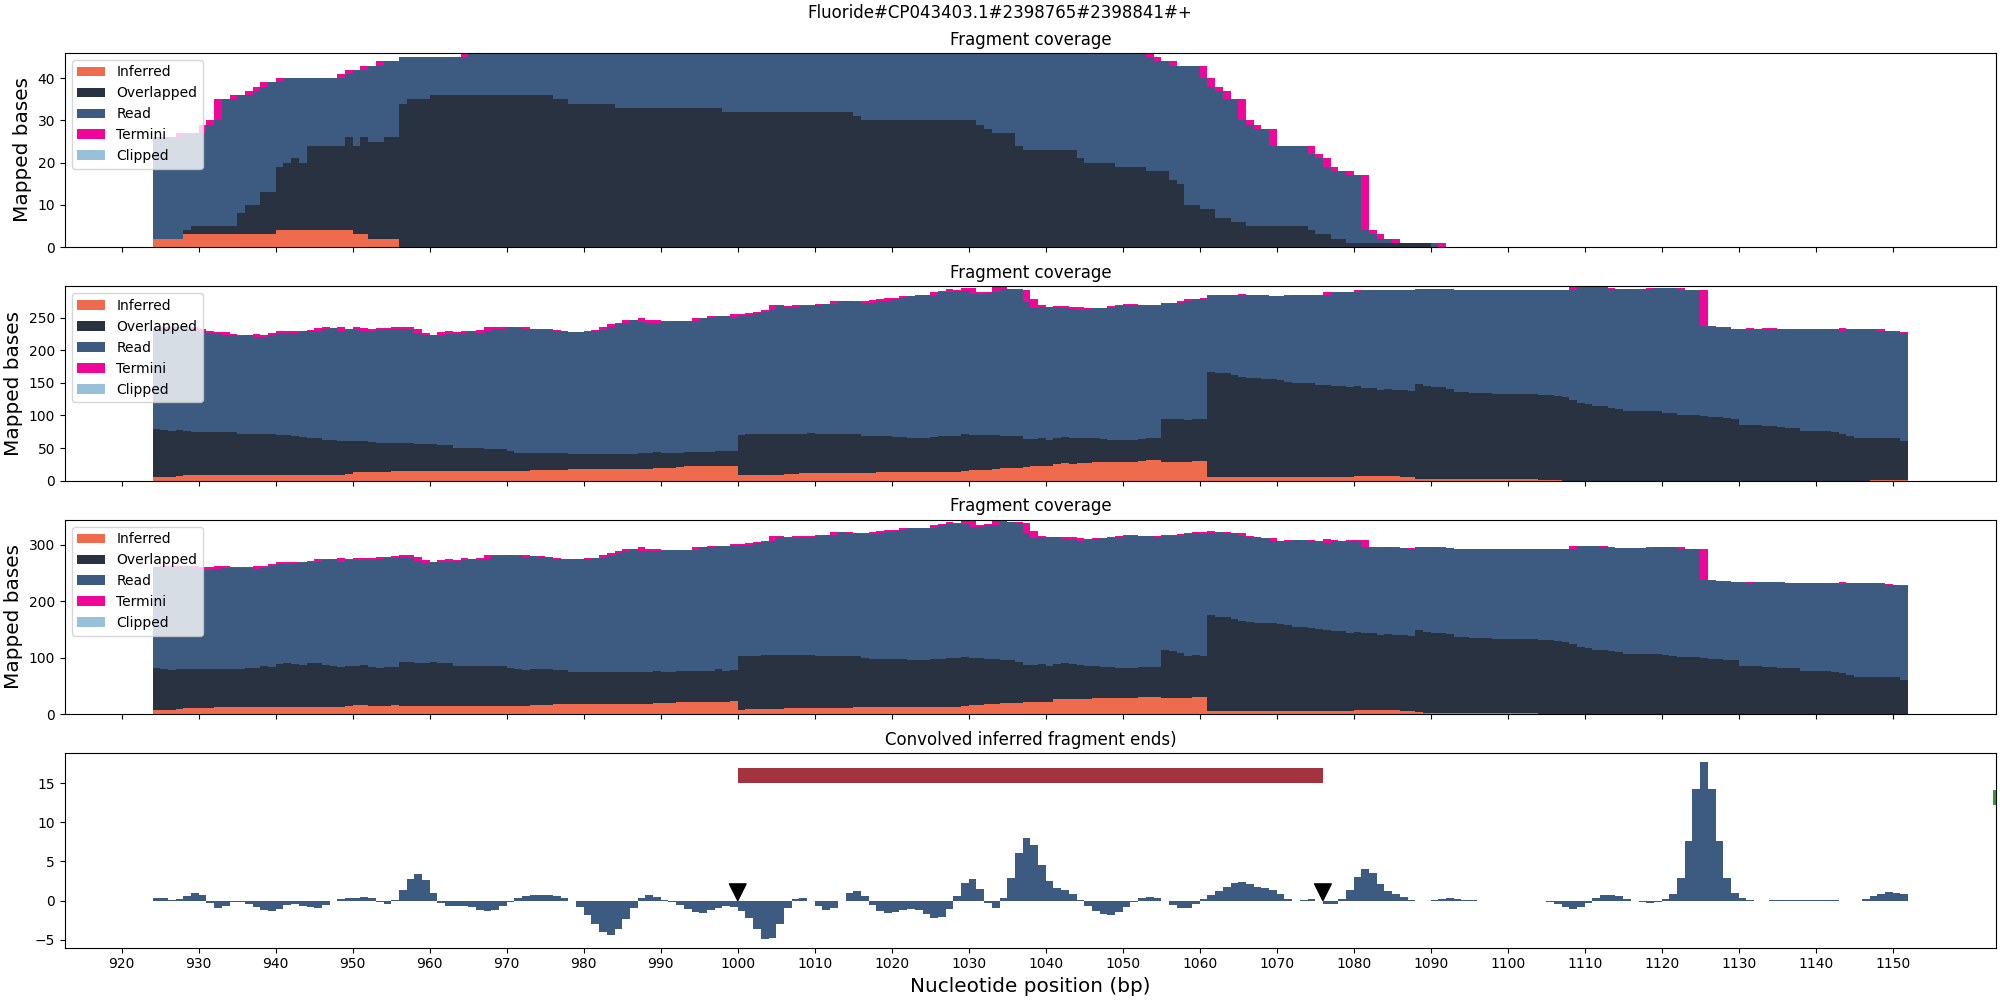 Fluoride#CP043403.1#2398765#2398841#+
Fragment coverage
Mapped bases
40
30
20
10
0
Inferred
Overlapped
Read
Termini
Clipped
Fragment coverage
Mapped bases
250
200
150
100
50
0
Inferred
Overlapped
Read
Termini
Clipped
Fragment coverage
Mapped bases
300
200
100
0
Inferred
Overlapped
Read
Termini
Clipped
Convolved inferred fragment ends)
15
10
5
0
−5
920 930 940 950 960 970 980 990 1000 1010 1020 1030 1040 1050 1060 1070 1080 1090 1100 1110 1120 1130 1140 1150
Nucleotide position (bp)